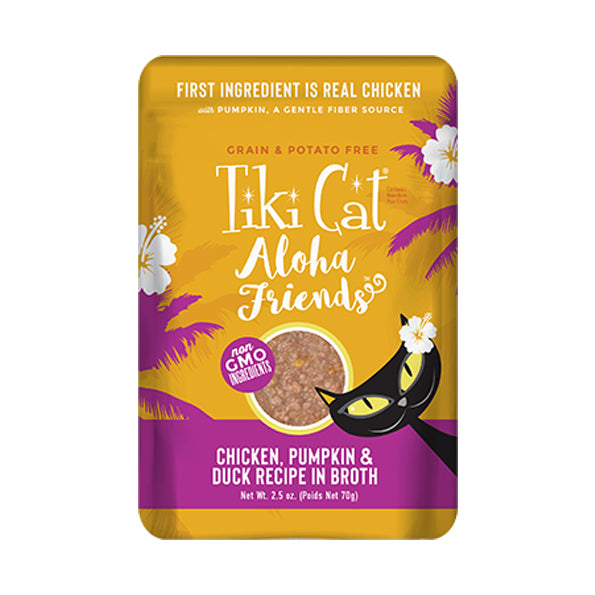 FIRST INGREDIENT IS REAL CHICKEN
with PUMPKIN, A GENTLE FIBER SOURCE
GRAIN & POTATO FREE
Tiki Cat®
Aloha
Friends™
non
GMO
INGREDIENTS
CHICKEN, PUMPKIN &
DUCK RECIPE IN BROTH
Net Wt. 2.5 oz. (Poids Net 70g)